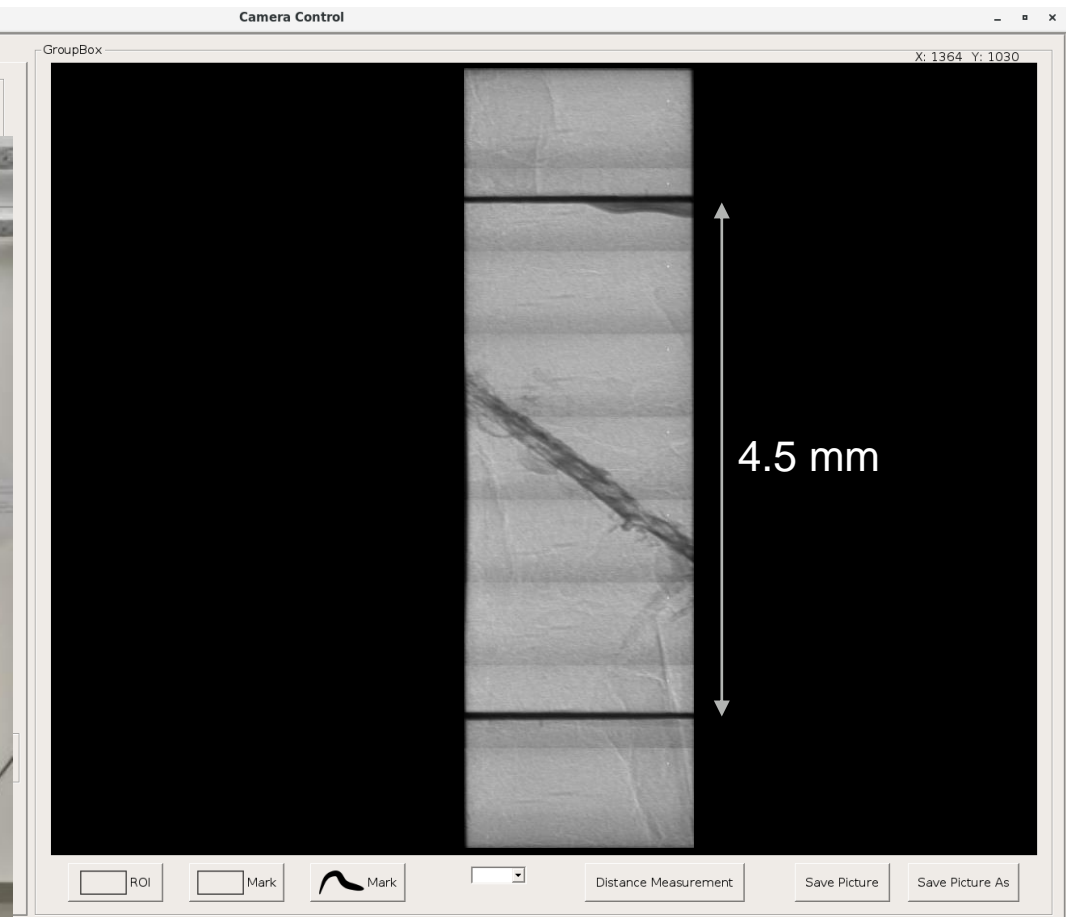 Camera Control
GroupBox
X: 1364 Y: 1030
4.5 mm
ROI
Mark
Mark
Distance Measurement
Save Picture
Save Picture As